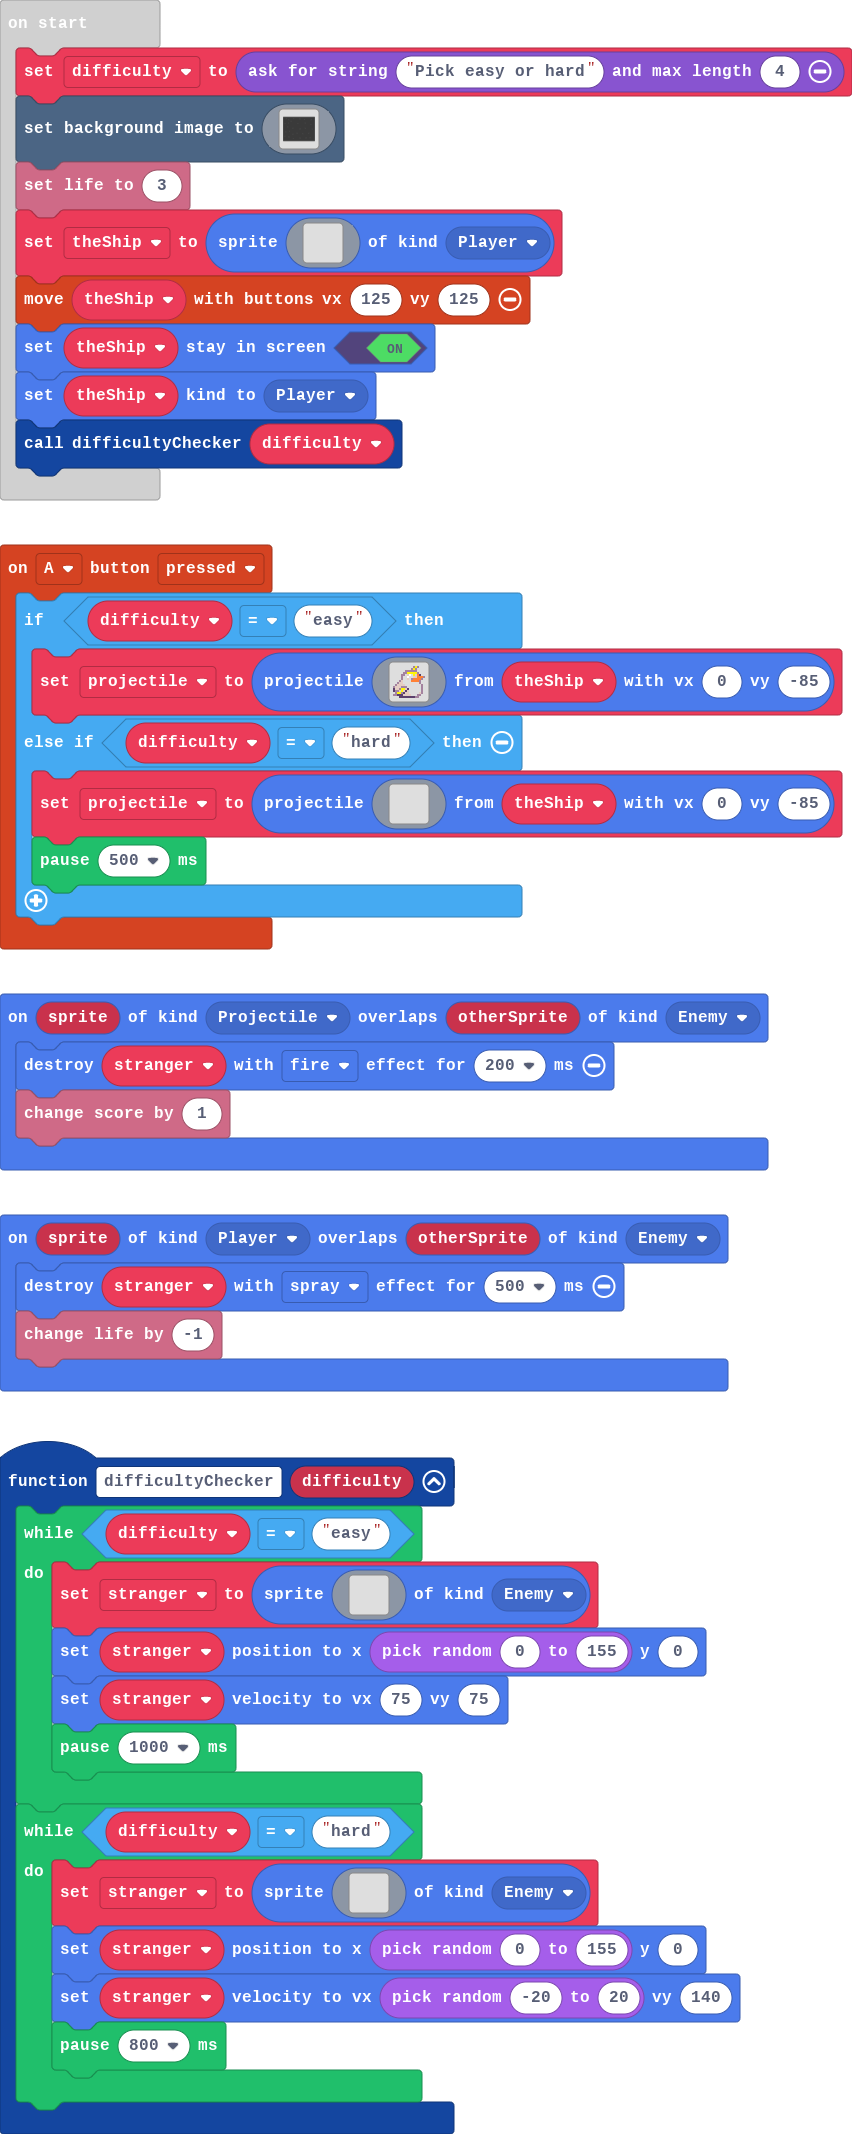 on start
set difficulty to ask for string "Pick easy or hard" and max length 4
set background image to
set life to 3
set theShip to sprite of kind Player
move theShip with buttons vx 125 vy 125
set theShip stay in screen ON
set theShip kind to Player
call difficultyChecker difficulty
on A button pressed
if difficulty = "easy" then
set projectile to projectile from theShip with vx 0 vy -85
else if difficulty = "hard" then
set projectile to projectile from theShip with vx 0 vy -85
pause 500 ms
on sprite of kind Projectile overlaps otherSprite of kind Enemy
destroy stranger with fire effect for 200 ms
change score by 1
on sprite of kind Player overlaps otherSprite of kind Enemy
destroy stranger with spray effect for 500 ms
change life by -1
function difficultyChecker difficulty
while difficulty = "easy"
do
set stranger to sprite of kind Enemy
set stranger position to x pick random 0 to 155 y 0
set stranger velocity to vx 75 vy 75
pause 1000 ms
while difficulty = "hard"
do
set stranger to sprite of kind Enemy
set stranger position to x pick random 0 to 155 y 0
set stranger velocity to vx pick random -20 to 20 vy 140
pause 800 ms